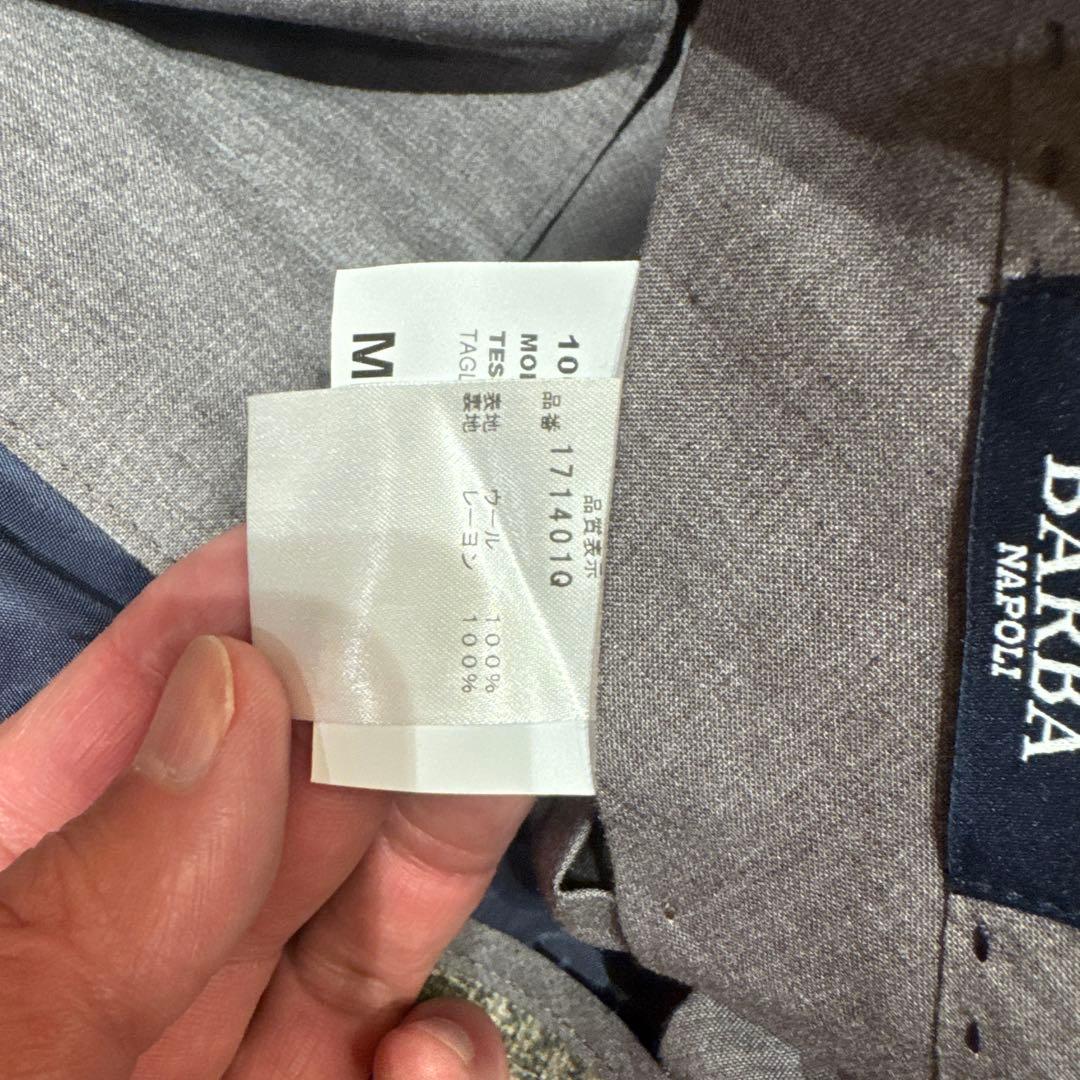 BARBA
NAPOLI
10
MO
TES
TAGL
M
品質表示
品番 171401Q
表地 ウール 100%
裏地 レーヨン 100%